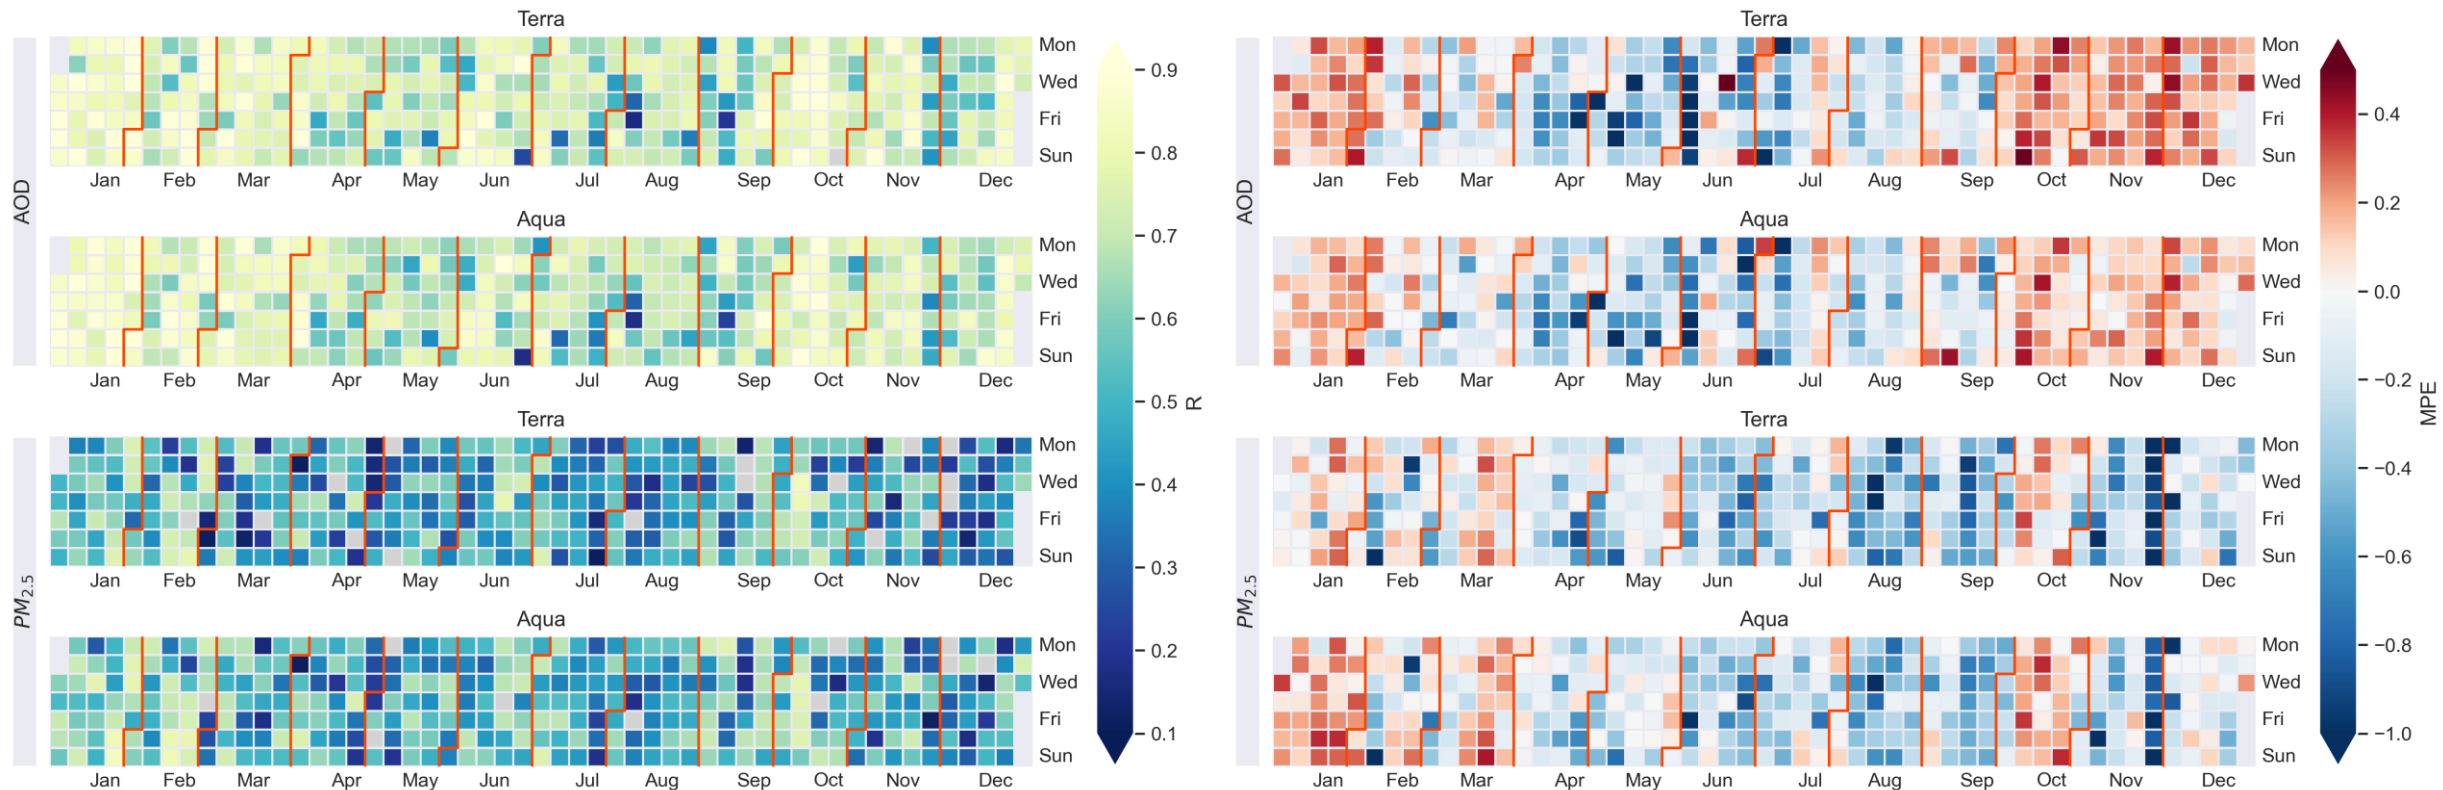 Terra
Mon
Wed
Fri
Sun
Jan Feb Mar Apr May Jun Jul Aug Sep Oct Nov Dec
AOD
Aqua
Mon
Wed
Fri
Sun
Jan Feb Mar Apr May Jun Jul Aug Sep Oct Nov Dec
Terra
Mon
Wed
Fri
Sun
Jan Feb Mar Apr May Jun Jul Aug Sep Oct Nov Dec
PM2.5
Aqua
Mon
Wed
Fri
Sun
Jan Feb Mar Apr May Jun Jul Aug Sep Oct Nov Dec
0.9
0.8
0.7
0.6
0.5
0.4
0.3
0.2
0.1
R
Terra
Mon
Wed
Fri
Sun
Jan Feb Mar Apr May Jun Jul Aug Sep Oct Nov Dec
AOD
Aqua
Mon
Wed
Fri
Sun
Jan Feb Mar Apr May Jun Jul Aug Sep Oct Nov Dec
Terra
Mon
Wed
Fri
Sun
Jan Feb Mar Apr May Jun Jul Aug Sep Oct Nov Dec
PM2.5
Aqua
Mon
Wed
Fri
Sun
Jan Feb Mar Apr May Jun Jul Aug Sep Oct Nov Dec
0.4
0.2
0.0
−0.2
−0.4
−0.6
−0.8
−1.0
MPE